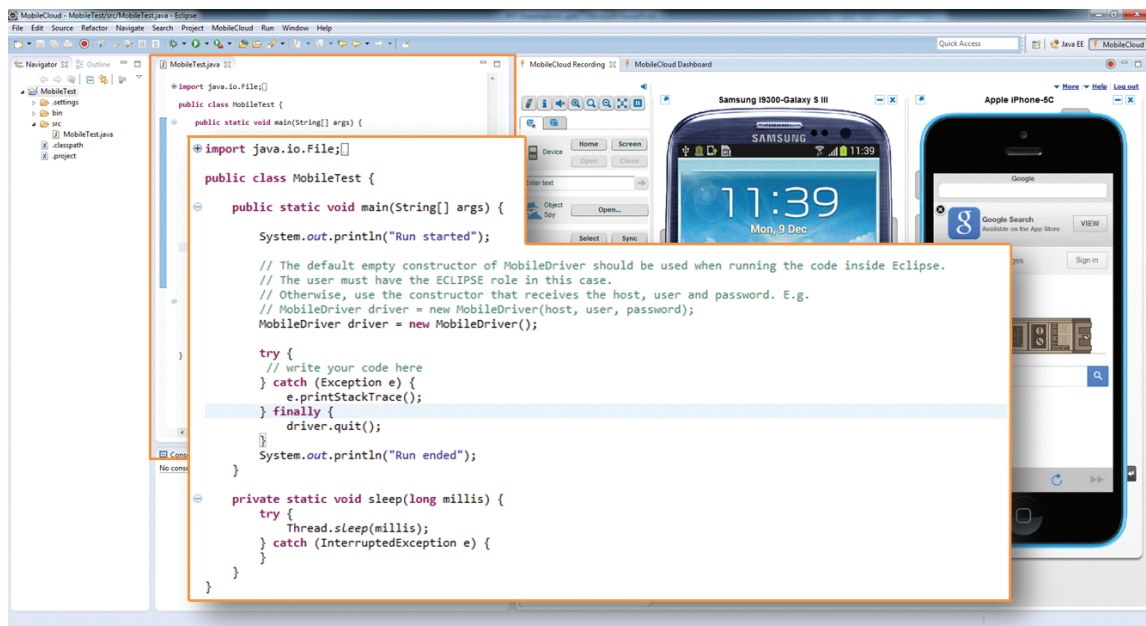 MobileCloud - MobileTest/src/MobileTest.java - Eclipse
File Edit Source Refactor Navigate Search Project MobileCloud Run Window Help
Quick Access
Java EE
MobileCloud
Navigator
Outline
MobileTest
.settings
bin
src
MobileTest.java
.classpath
.project
MobileTest.java
import java.io.File;
public class MobileTest {
public static void main(String[] args) {
}
import java.io.File;
public class MobileTest {
public static void main(String[] args) {
System.out.println("Run started");
// The default empty constructor of MobileDriver should be used when running the code inside Eclipse.
// The user must have the ECLIPSE role in this case.
// Otherwise, use the constructor that receives the host, user and password. E.g.
// MobileDriver driver = new MobileDriver(host, user, password);
MobileDriver driver = new MobileDriver();
try {
// write your code here
} catch (Exception e) {
e.printStackTrace();
} finally {
driver.quit();
}
System.out.println("Run ended");
}
private static void sleep(long millis) {
try {
Thread.sleep(millis);
} catch (InterruptedException e) {
}
}
}
MobileCloud Recording
MobileCloud Dashboard
More Help Log out
Device
Home Screen
Open Close
Enter text
Object Spy
Open...
Select Sync
Samsung I9300-Galaxy S III
SAMSUNG
11:39
11:39
Mon, 9 Dec
Apple iPhone-5C
Google
Google Search
Available on the App Store
VIEW
Sign in